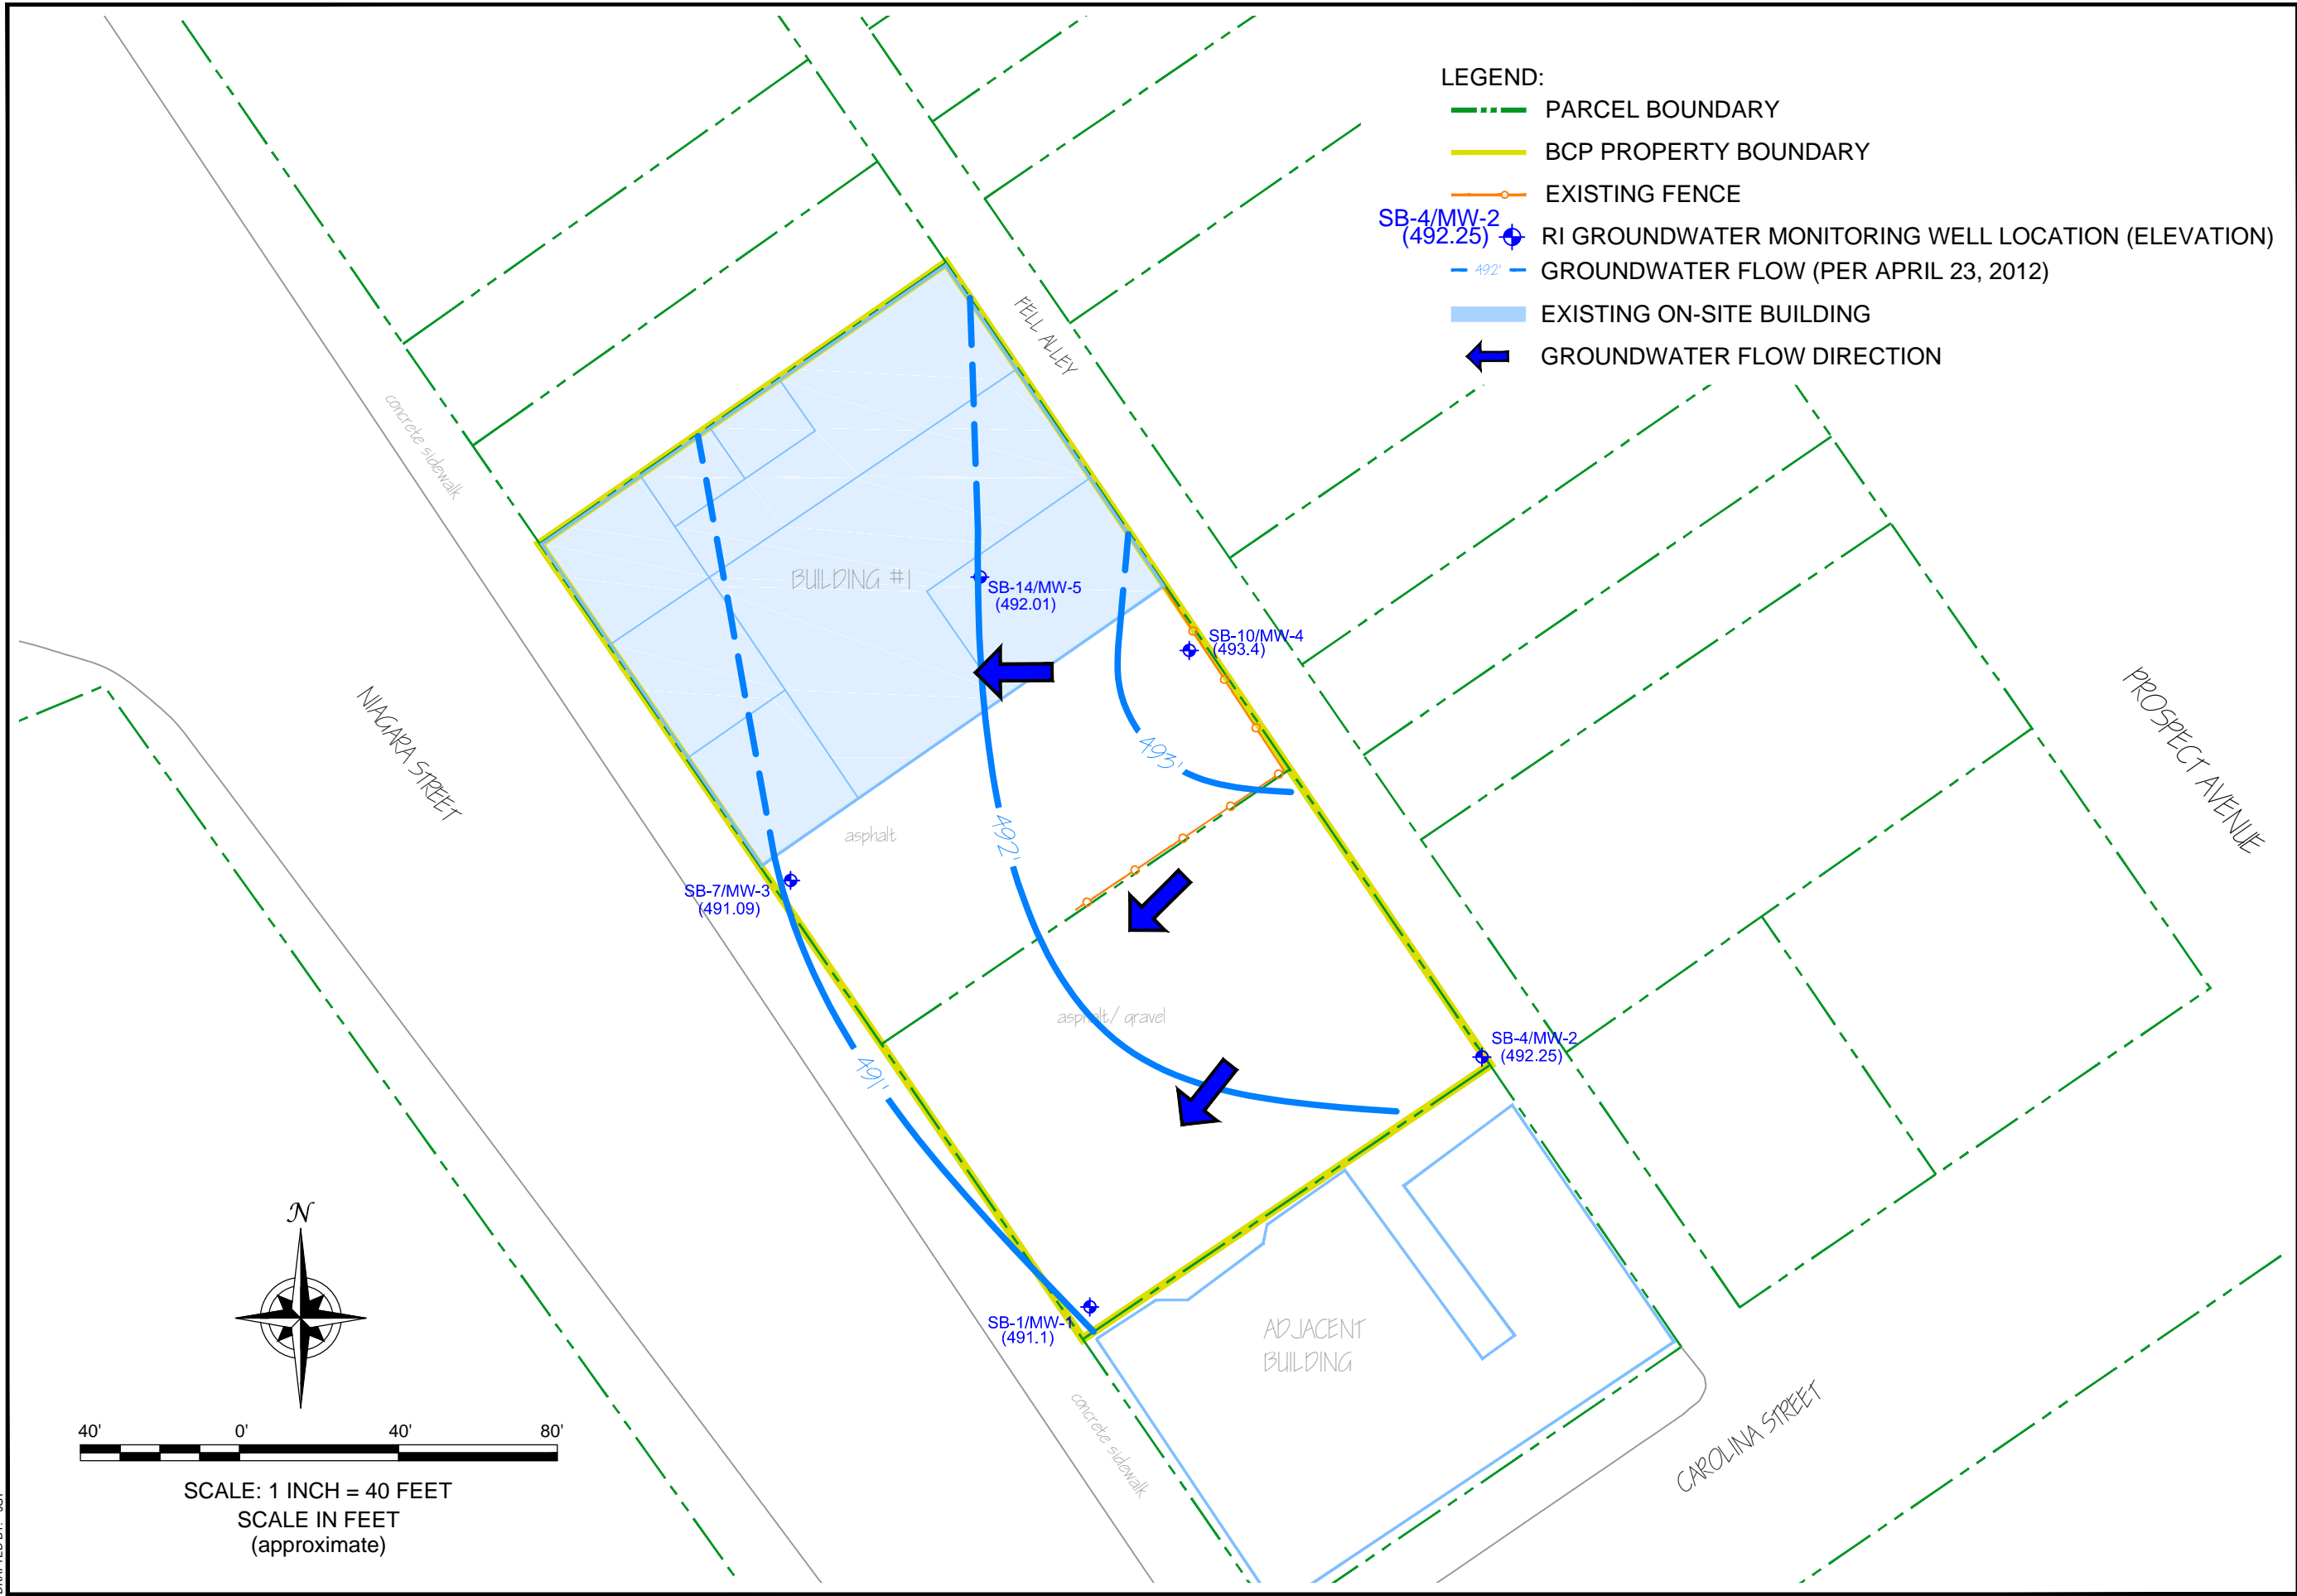 LEGEND:
PARCEL BOUNDARY
BCP PROPERTY BOUNDARY
EXISTING FENCE
SB-4/MW-2
(492.25)
RI GROUNDWATER MONITORING WELL LOCATION (ELEVATION)
492'
GROUNDWATER FLOW (PER APRIL 23, 2012)
EXISTING ON-SITE BUILDING
GROUNDWATER FLOW DIRECTION
FELL ALLEY
concrete sidewalk
BUILDING #1
SB-14/MW-5
(492.01)
SB-10/MW-4
(493.4)
NIAGARA STREET
PROSPECT AVENUE
493'
492'
asphalt
SB-7/MW-3
(491.09)
asphalt/ gravel
SB-4/MW-2
(492.25)
491'
SB-1/MW-1
(491.1)
ADJACENT
BUILDING
concrete sidewalk
CAROLINA STREET
N
40' 0' 40' 80'
SCALE: 1 INCH = 40 FEET
SCALE IN FEET
(approximate)